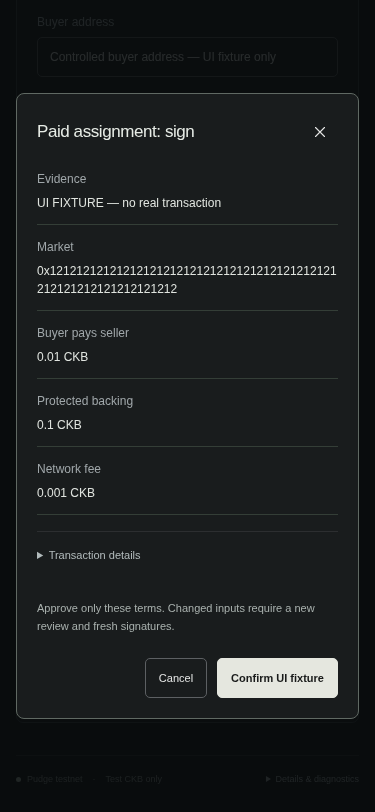 Buyer address
Controlled buyer address — UI fixture only
Paid assignment: sign
Evidence
UI FIXTURE — no real transaction
Market
0x1212121212121212121212121212121212121212121
212121212121212121212
Buyer pays seller
0.01 CKB
Protected backing
0.1 CKB
Network fee
0.001 CKB
Transaction details
Approve only these terms. Changed inputs require a new
review and fresh signatures.
Cancel
Confirm UI fixture
Pudge testnet
Test CKB only
Details & diagnostics